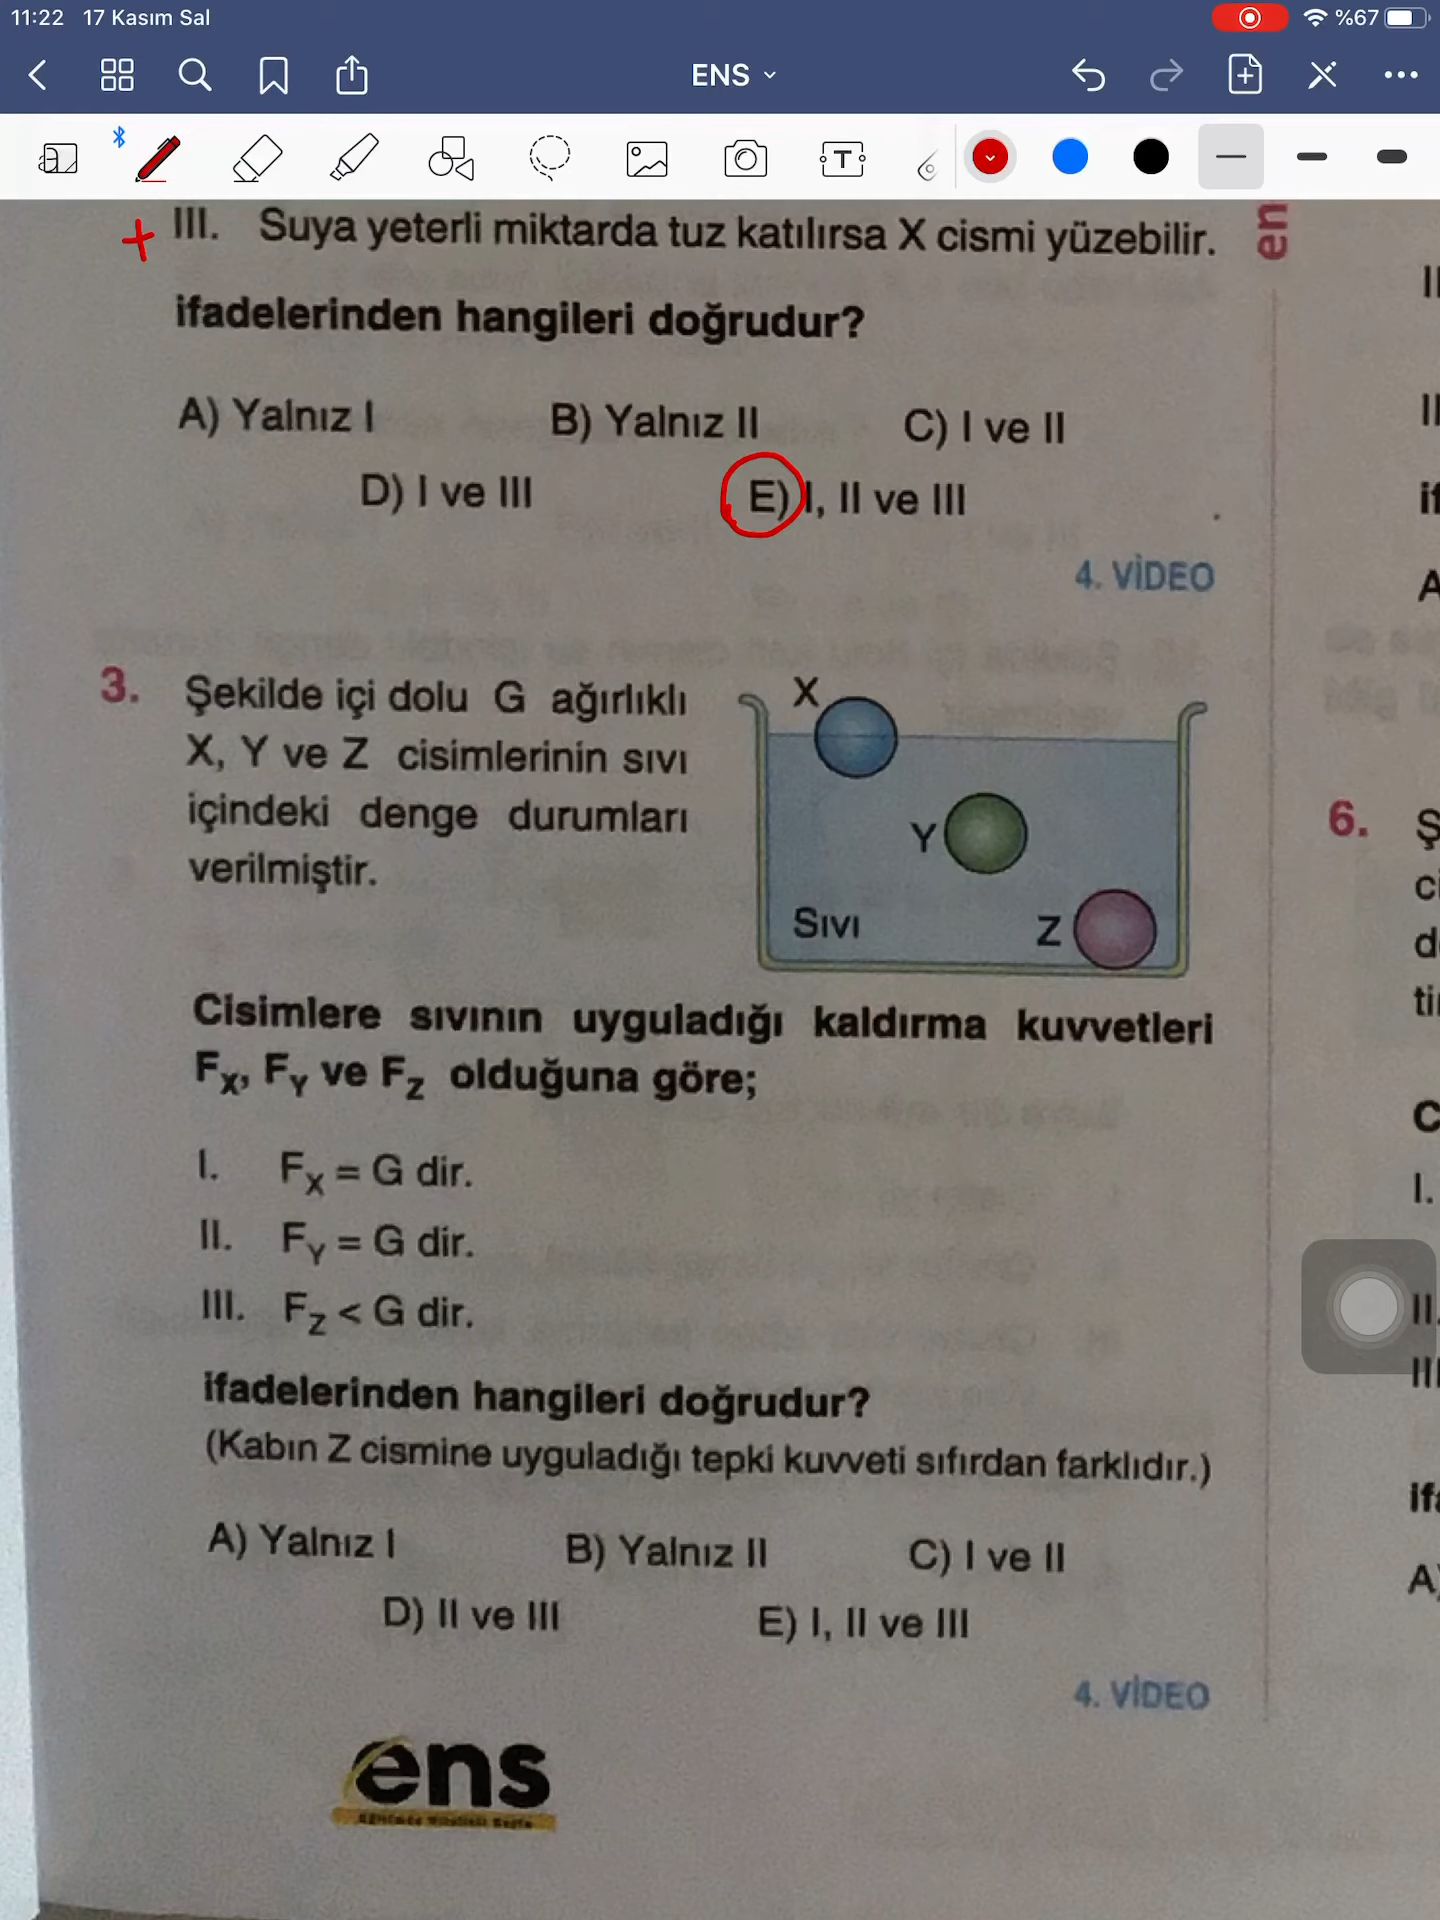 11:22 17 Kasım Sal %67
ENS
III. Suya yeterli miktarda tuz katılırsa X cismi yüzebilir.
ifadelerinden hangileri doğrudur?
A) Yalnız I B) Yalnız II C) I ve II
D) I ve III E) I, II ve III
4. VİDEO
3. Şekilde içi dolu G ağırlıklı
X, Y ve Z cisimlerinin sıvı
içindeki denge durumları
verilmiştir.
X
Y
Sıvı Z
Cisimlere sıvının uyguladığı kaldırma kuvvetleri
FX, FY ve FZ olduğuna göre;
I. FX = G dir.
II. FY = G dir.
III. FZ < G dir.
ifadelerinden hangileri doğrudur?
(Kabın Z cismine uyguladığı tepki kuvveti sıfırdan farklıdır.)
A) Yalnız I B) Yalnız II C) I ve II
D) II ve III E) I, II ve III
4. VİDEO
ens
en
6.
I.
II.
A)